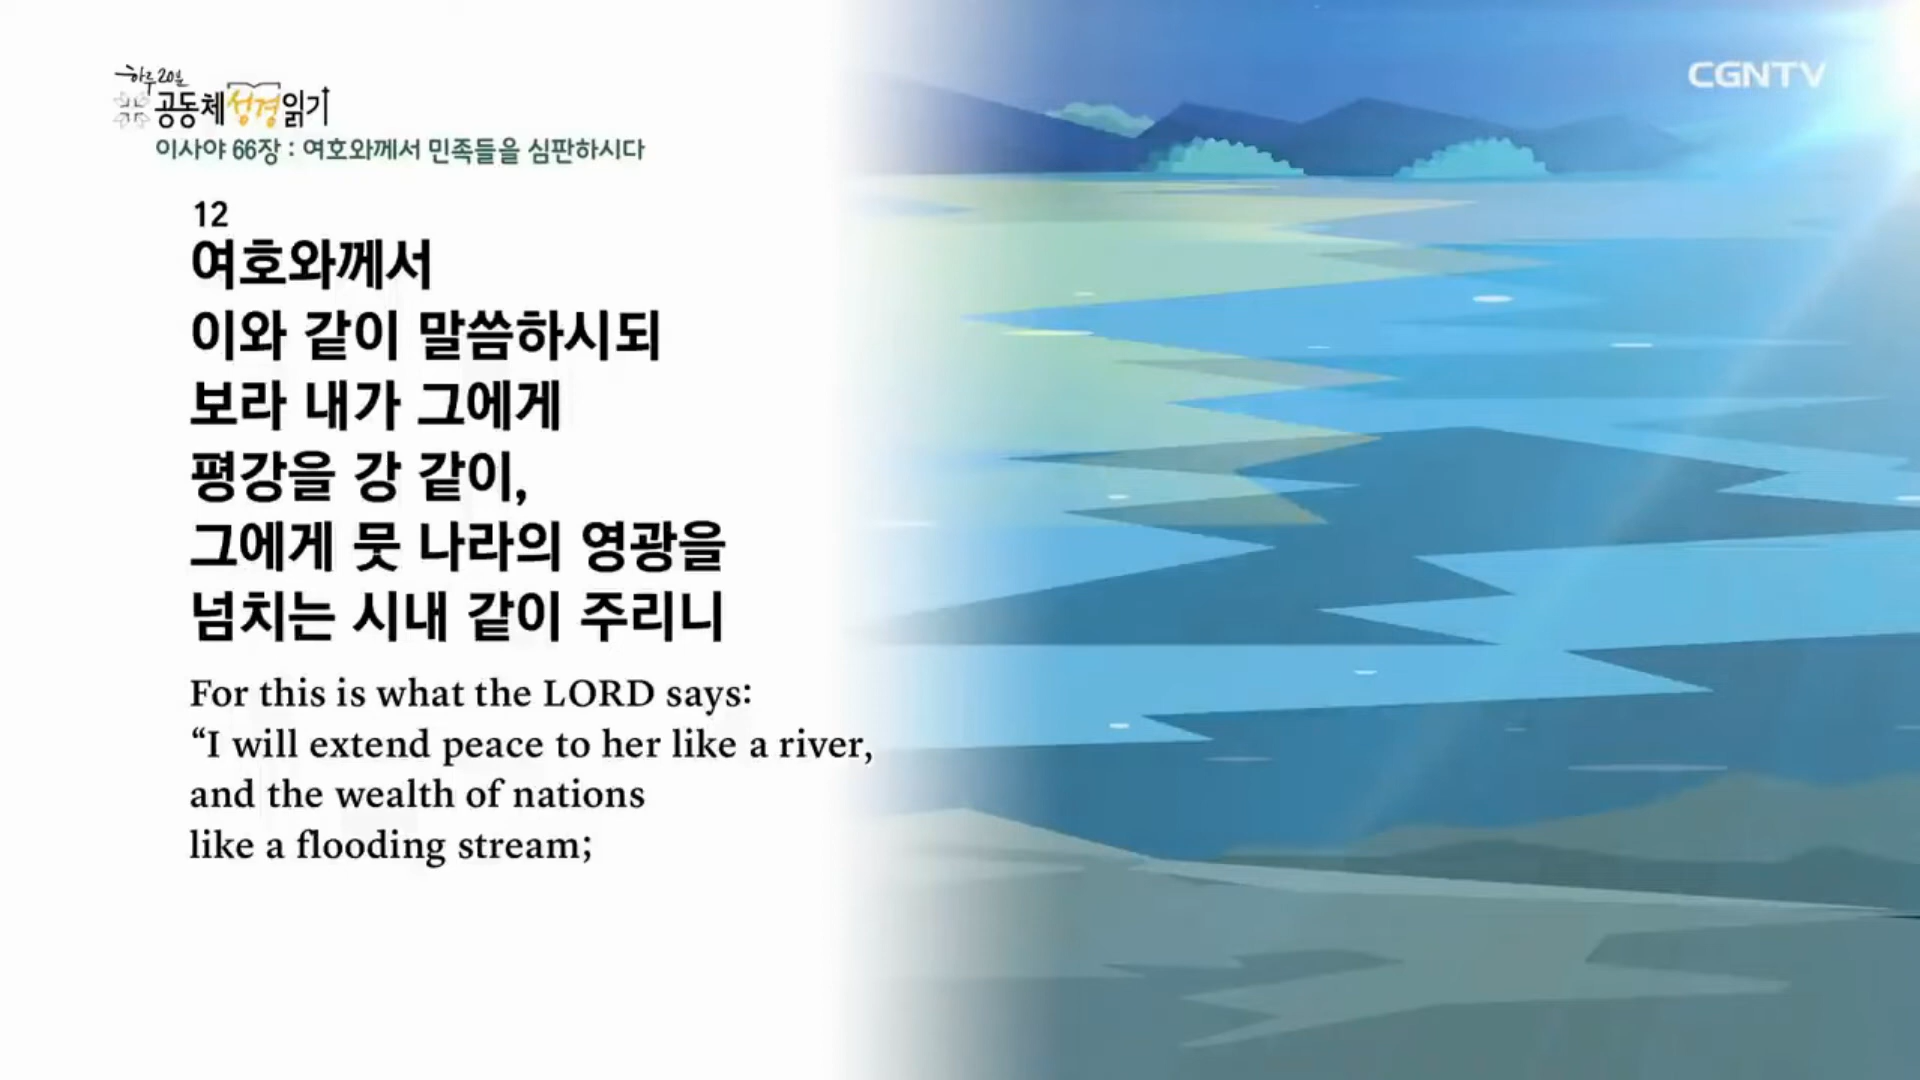 하루 20분
공동체성경읽기
CGNTV
이사야 66장 : 여호와께서 민족들을 심판하시다
12
여호와께서
이와 같이 말씀하시되
보라 내가 그에게
평강을 강 같이,
그에게 뭇 나라의 영광을
넘치는 시내 같이 주리니
For this is what the LORD says:
“I will extend peace to her like a river,
and the wealth of nations
like a flooding stream;